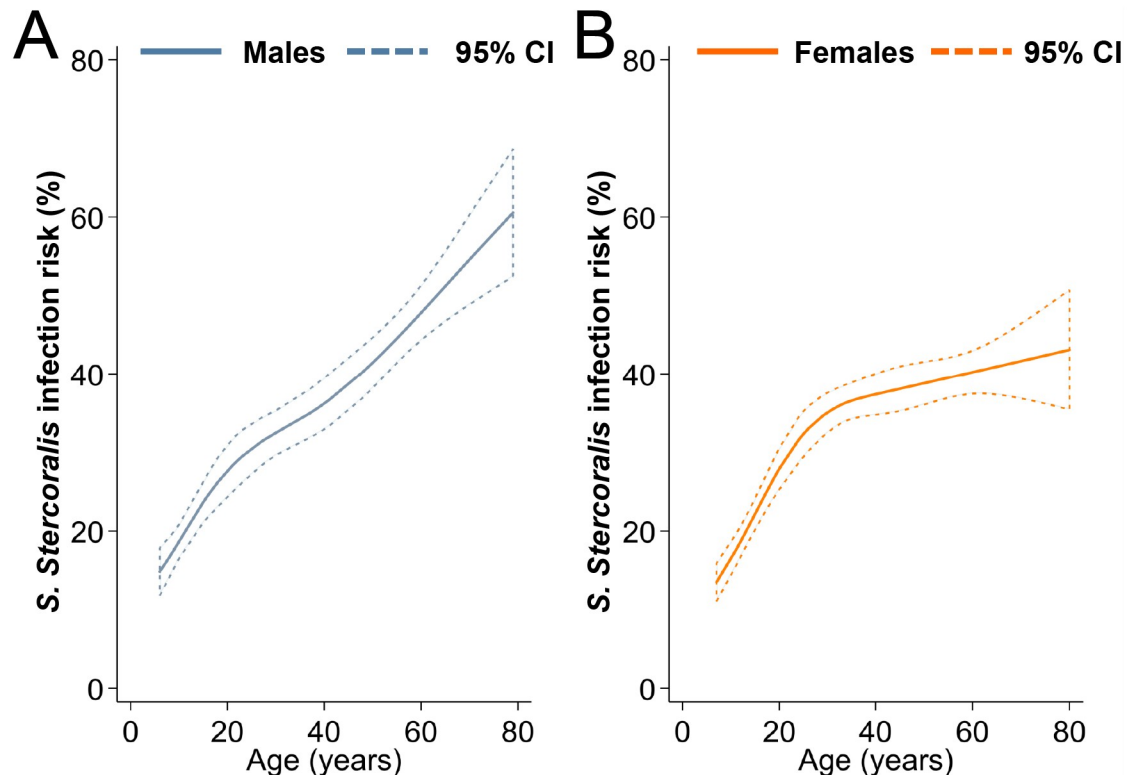 A
Males
95% CI
S. Stercoralis infection risk (%)
80
60
40
20
0
0 20 40 60 80
Age (years)
B
Females
95% CI
S. Stercoralis infection risk (%)
80
60
40
20
0
0 20 40 60 80
Age (years)